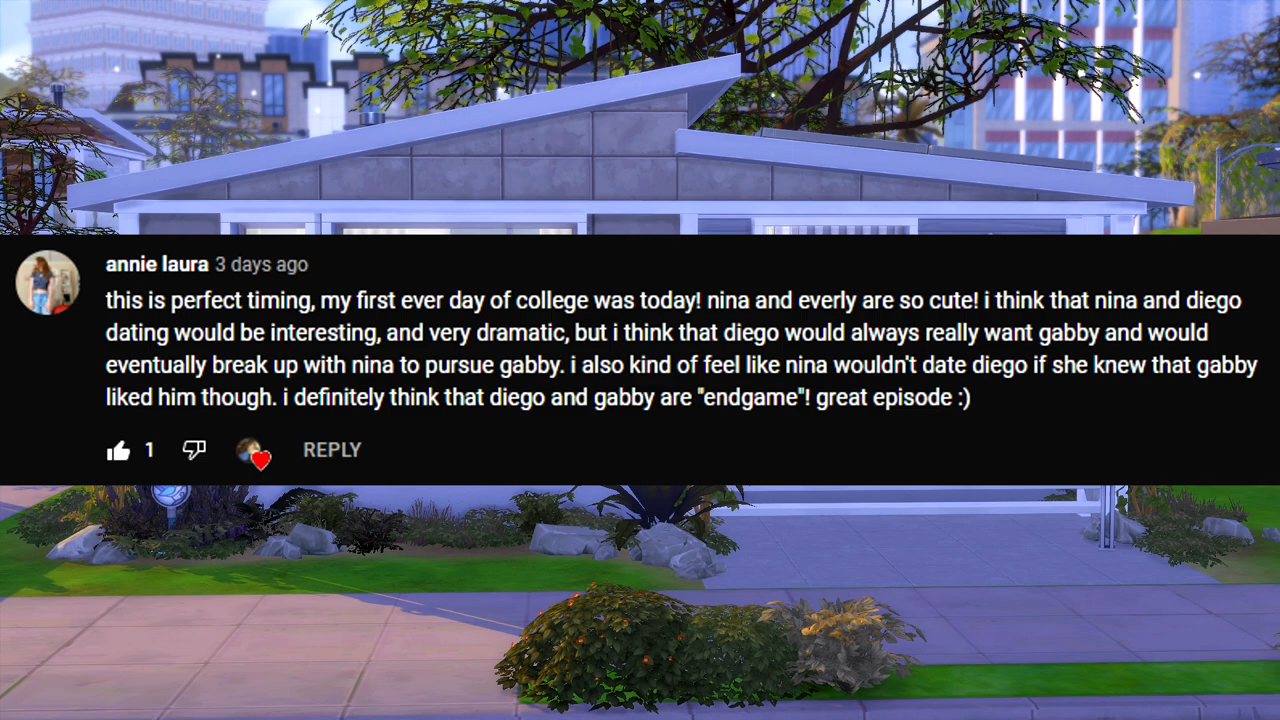 annie laura 3 days ago
this is perfect timing, my first ever day of college was today! nina and everly are so cute! i think that nina and diego
dating would be interesting, and very dramatic, but i think that diego would always really want gabby and would
eventually break up with nina to pursue gabby. i also kind of feel like nina wouldn't date diego if she knew that gabby
liked him though. i definitely think that diego and gabby are "endgame"! great episode :)
1 REPLY